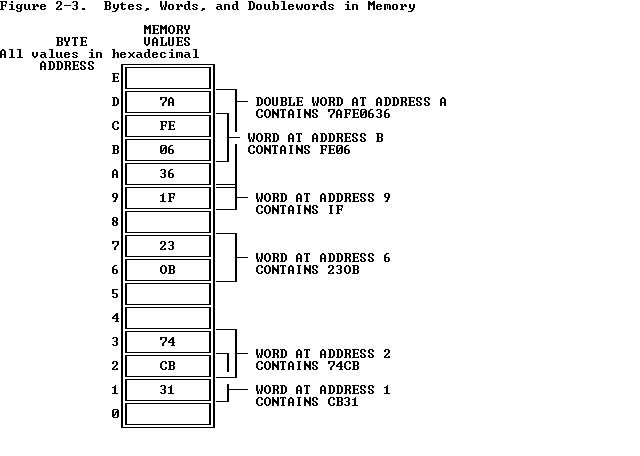 Figure 2-3.  Bytes, Words, and Doublewords in Memory
MEMORY
BYTE VALUES
All values in hexadecimal
ADDRESS
E
D 7A DOUBLE WORD AT ADDRESS A
CONTAINS 7AFE0636
C FE
WORD AT ADDRESS B
B 06 CONTAINS FE06
A 36
9 1F WORD AT ADDRESS 9
CONTAINS IF
8
7 23
WORD AT ADDRESS 6
6 OB CONTAINS 23OB
5
4
3 74
WORD AT ADDRESS 2
2 CB CONTAINS 74CB
1 31 WORD AT ADDRESS 1
CONTAINS CB31
0